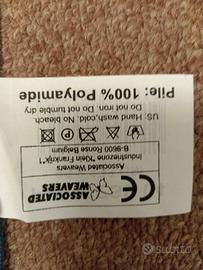 ASSOCIATED
WEAVERS
CE
Associated Weavers
Industriezone "Klein Frankrijk"1
B-9600 Ronse Belgium
US: Hand wash,cold. No bleach.
Do not iron. Do not tumble dry
Pile: 100% Polyamide
subito